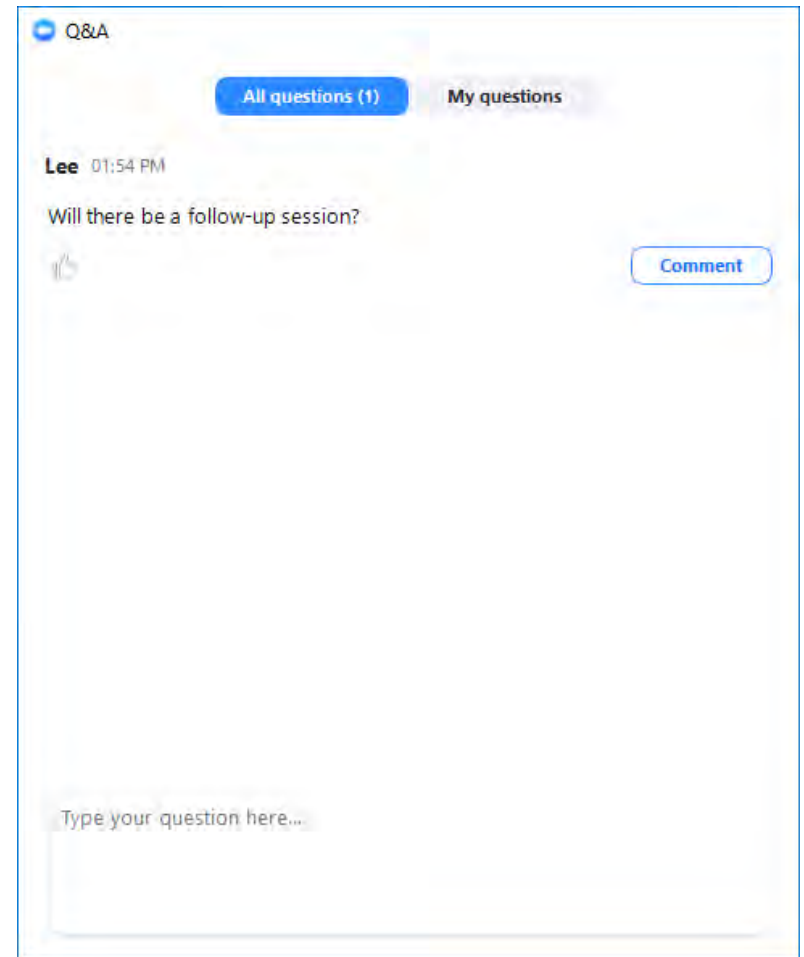 Q&A
All questions (1) My questions
Lee 01:54 PM
Will there be a follow-up session?
Comment
Type your question here...